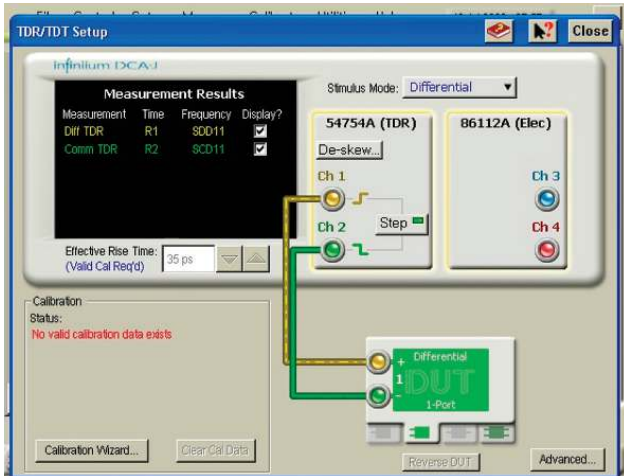 TDR/TDT Setup
Close
Infiniium DCA-J
Measurement Results
Measurement Time Frequency Display?
Diff TDR R1 SDD11
Comm TDR R2 SCD11
Effective Rise Time:
(Valid Cal Req'd)
35 ps
Stimulus Mode: Differential
54754A (TDR)
De-skew...
Ch 1
Ch 2
Step
86112A (Elec)
Ch 3
Ch 4
Calibration
Status:
No valid calibration data exists
Calibration Wizard...
Clear Cal Data
+ Differential
1 DUT
-
1-Port
Reverse DUT
Advanced...